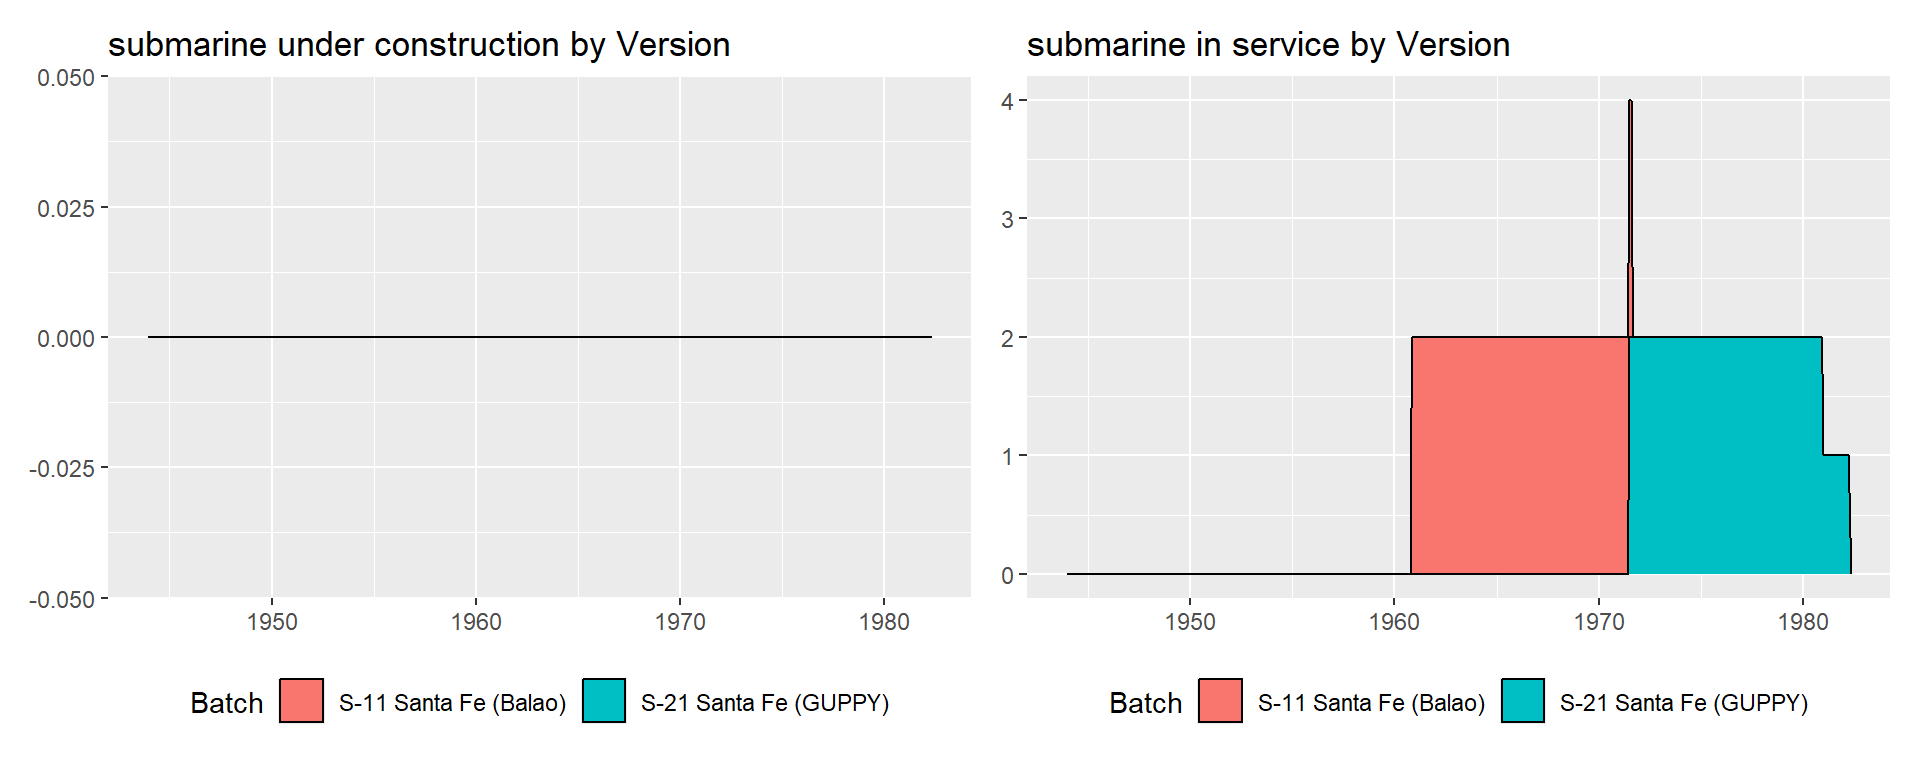 submarine under construction by Version
0.050
0.025
0.000
-0.025
-0.050
1950 1960 1970 1980
Batch S-11 Santa Fe (Balao) S-21 Santa Fe (GUPPY)
submarine in service by Version
4
3
2
1
0
1950 1960 1970 1980
Batch S-11 Santa Fe (Balao) S-21 Santa Fe (GUPPY)